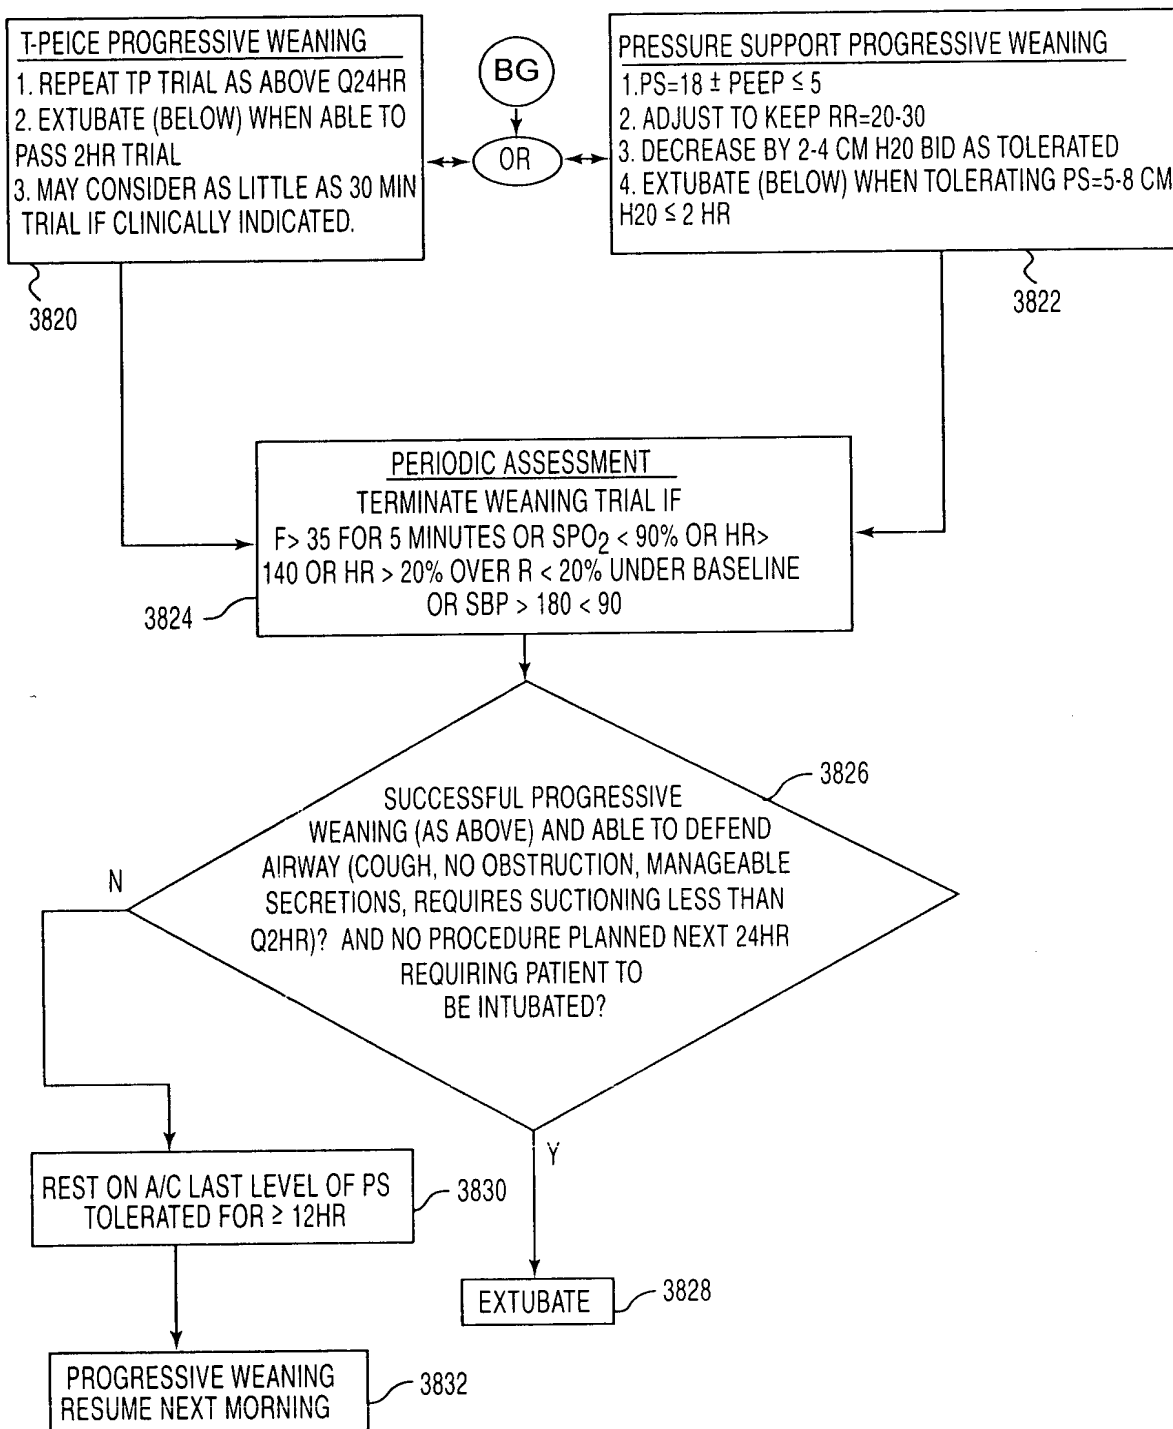 T-PEICE PROGRESSIVE WEANING
1. REPEAT TP TRIAL AS ABOVE Q24HR
2. EXTUBATE (BELOW) WHEN ABLE TO
PASS 2HR TRIAL
3. MAY CONSIDER AS LITTLE AS 30 MIN
TRIAL IF CLINICALLY INDICATED.
3820
BG
OR
PRESSURE SUPPORT PROGRESSIVE WEANING
1.PS=18 ± PEEP ≤ 5
2. ADJUST TO KEEP RR=20-30
3. DECREASE BY 2-4 CM H20 BID AS TOLERATED
4. EXTUBATE (BELOW) WHEN TOLERATING PS=5-8 CM
H20 ≤ 2 HR
3822
PERIODIC ASSESSMENT
TERMINATE WEANING TRIAL IF
F> 35 FOR 5 MINUTES OR SPO2 < 90% OR HR>
140 OR HR > 20% OVER R < 20% UNDER BASELINE
OR SBP > 180 < 90
3824
3826
SUCCESSFUL PROGRESSIVE
WEANING (AS ABOVE) AND ABLE TO DEFEND
AIRWAY (COUGH, NO OBSTRUCTION, MANAGEABLE
SECRETIONS, REQUIRES SUCTIONING LESS THAN
Q2HR)? AND NO PROCEDURE PLANNED NEXT 24HR
REQUIRING PATIENT TO
BE INTUBATED?
N
Y
REST ON A/C LAST LEVEL OF PS
TOLERATED FOR ≥ 12HR
3830
EXTUBATE
3828
PROGRESSIVE WEANING
RESUME NEXT MORNING
3832